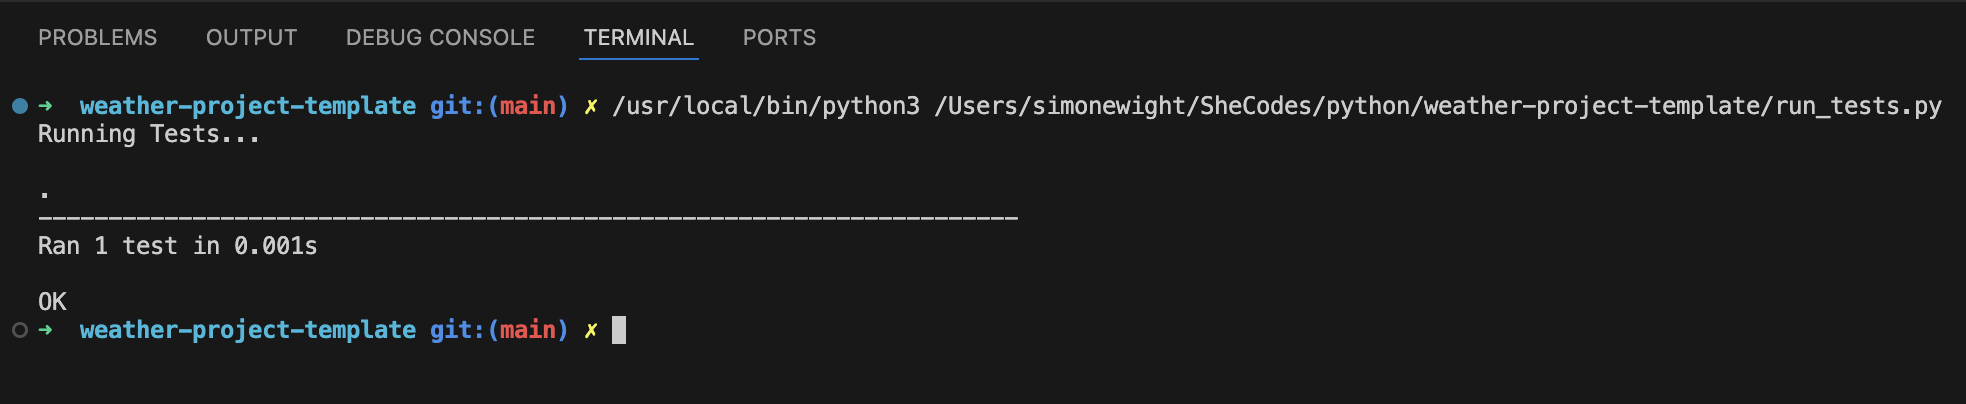 PROBLEMS OUTPUT DEBUG CONSOLE TERMINAL PORTS
➜ weather-project-template git:(main) ✗ /usr/local/bin/python3 /Users/simonewight/SheCodes/python/weather-project-template/run_tests.py
Running Tests...
.
----------------------------------------------------------------------
Ran 1 test in 0.001s
OK
➜ weather-project-template git:(main) ✗